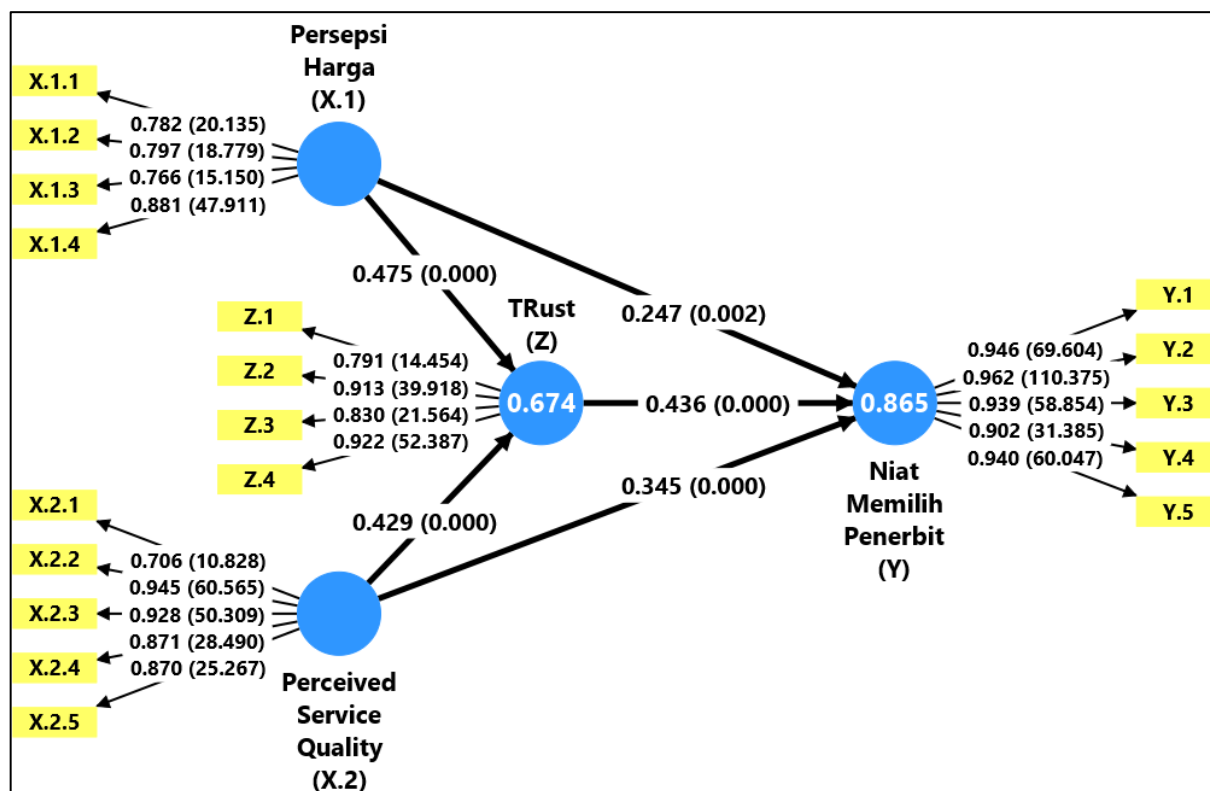 Persepsi
Harga
(X.1)
X.1.1
X.1.2
X.1.3
X.1.4
0.782 (20.135)
0.797 (18.779)
0.766 (15.150)
0.881 (47.911)
0.475 (0.000)
0.247 (0.002)
TRust
(Z)
Z.1
Z.2
Z.3
Z.4
0.791 (14.454)
0.913 (39.918)
0.830 (21.564)
0.922 (52.387)
0.674
0.436 (0.000)
0.865
0.946 (69.604)
0.962 (110.375)
0.939 (58.854)
0.902 (31.385)
0.940 (60.047)
Y.1
Y.2
Y.3
Y.4
Y.5
Niat
Memilih
Penerbit
(Y)
0.429 (0.000)
0.345 (0.000)
X.2.1
X.2.2
X.2.3
X.2.4
X.2.5
0.706 (10.828)
0.945 (60.565)
0.928 (50.309)
0.871 (28.490)
0.870 (25.267)
Perceived
Service
Quality
(X.2)